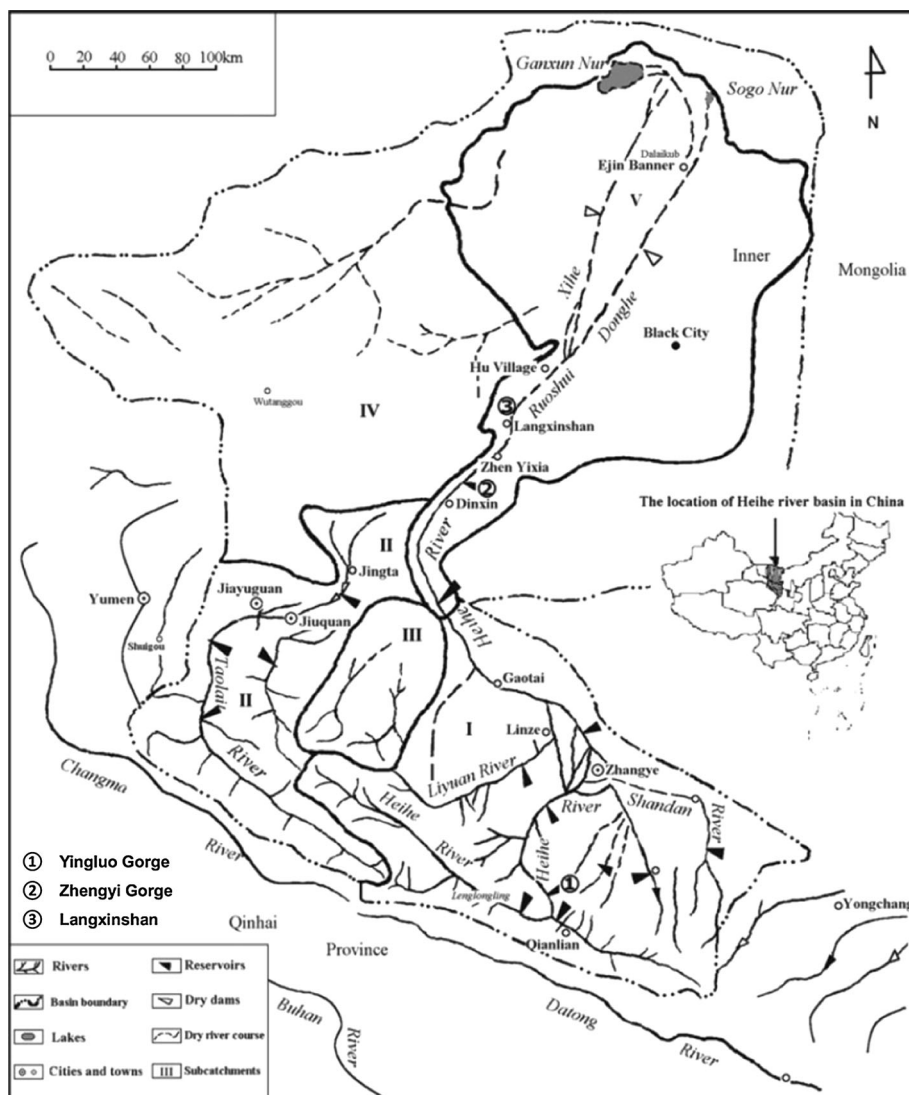 0 20 40 60 80 100km
Ganxun Nur
Sogo Nur
N
Dalaikub
Ejin Banner
V
Inner
Mongolia
Xihe
Donghe
Black City
Hu Village
Ruoshui
Wutanggou
IV
③
Langxinshan
Zhen Yixia
②
Dinxin
The location of Heihe river basin in China
River
II
Jingta
Jiayuguan
Yumen
Jiuquan
Heihe
Shuigou
III
Taolai
II
Gaotai
I
Linze
Zhangye
Liyuan River
River
Changma
Heihe
River
Shandan
River
River
Heihe
River
① Yingluo Gorge
①
② Zhengyi Gorge
Lenglongling
Yongchang
③ Langxinshan
Qinhai
Qianlian
Province
Rivers
Reservoirs
Basin boundary
Dry dams
Buhan
Datong
Lakes
Dry river course
River
River
Cities and towns
III Subcatchments